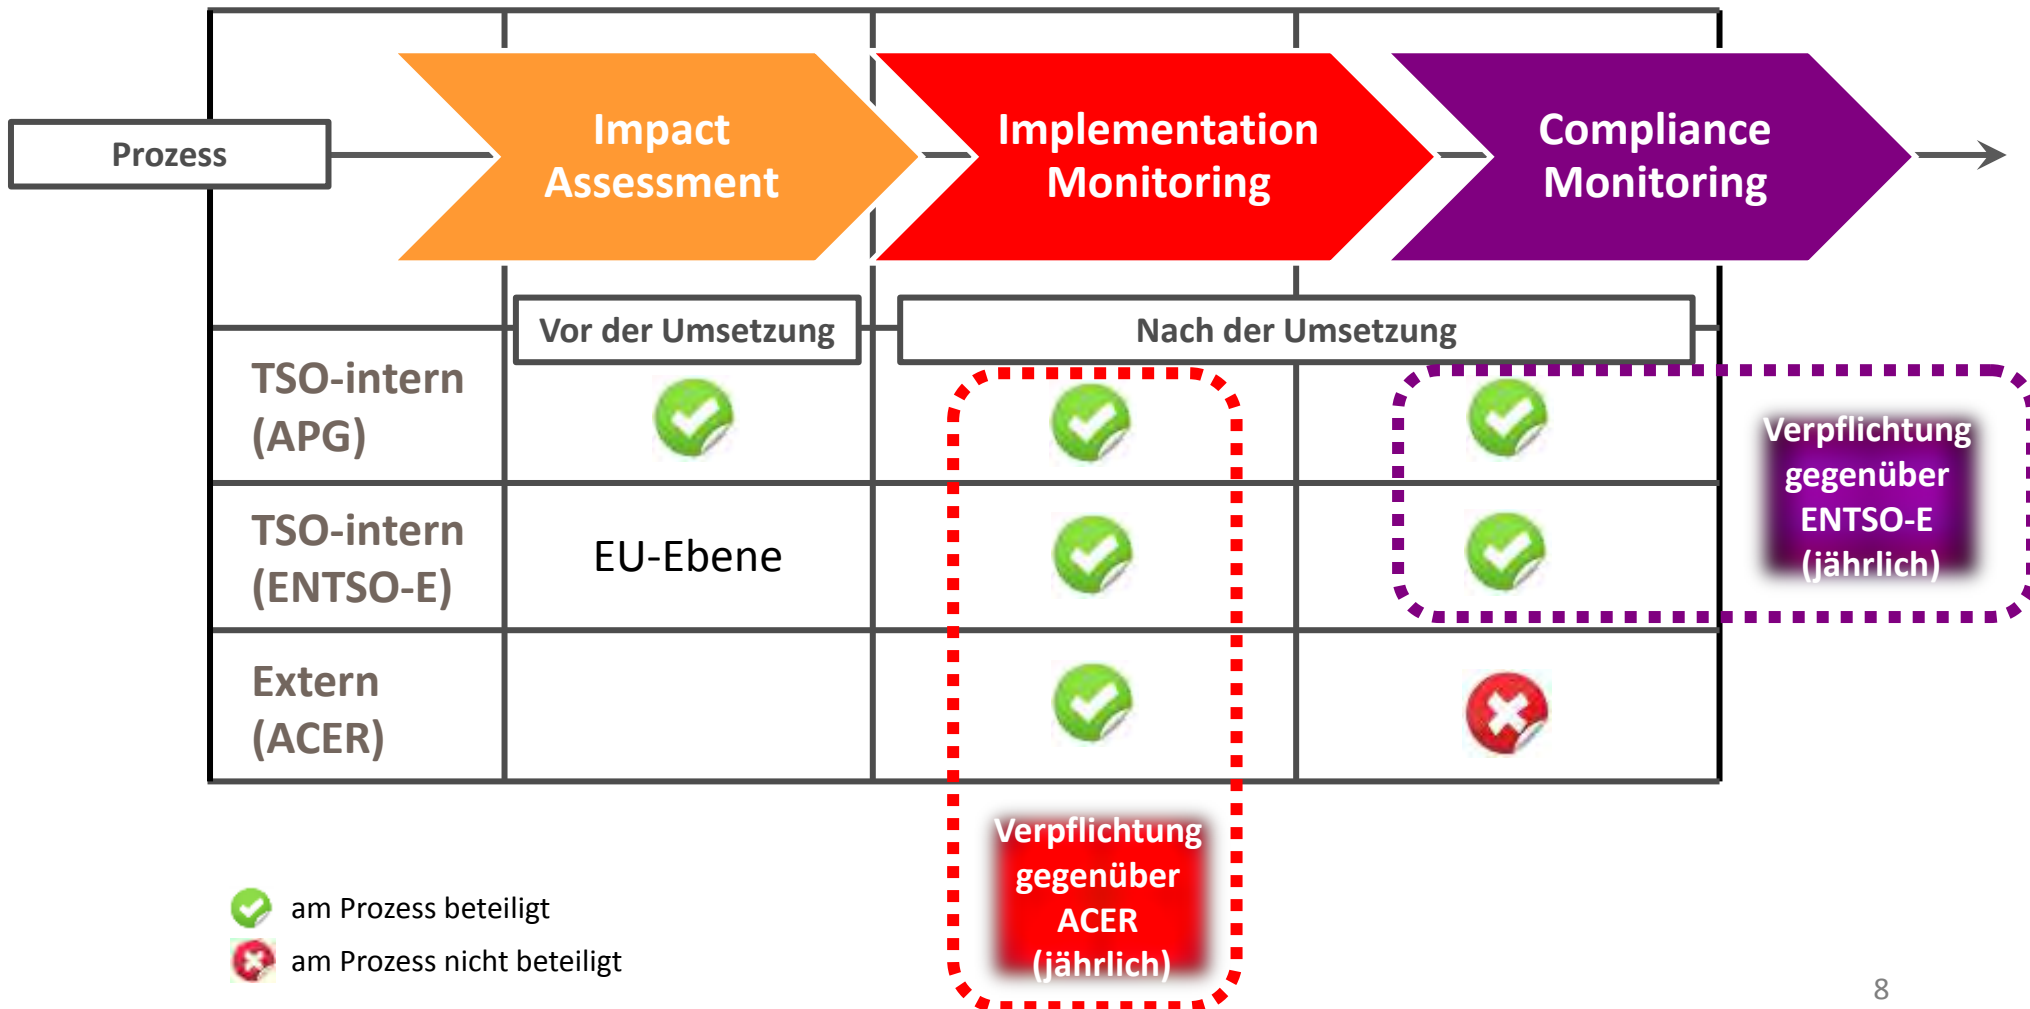 Prozess
Impact
Assessment
Implementation
Monitoring
Compliance
Monitoring
Vor der Umsetzung
Nach der Umsetzung
TSO-intern
(APG)
Verpflichtung
gegenüber
ENTSO-E
(jährlich)
TSO-intern
(ENTSO-E)
EU-Ebene
Extern
(ACER)
Verpflichtung
gegenüber
ACER
(jährlich)
am Prozess beteiligt
am Prozess nicht beteiligt
8